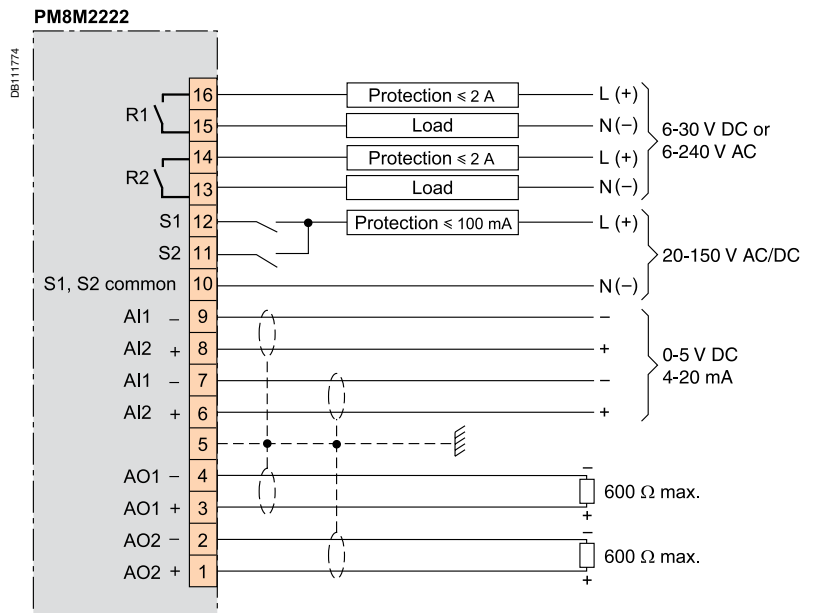 PM8M2222
DB111774
R1 16 Protection ⩽ 2 A L (+)
15 Load N(−)
6-30 V DC or
6-240 V AC
R2 14 Protection ⩽ 2 A L (+)
13 Load N(−)
S1 12 Protection ⩽ 100 mA L (+)
S2 11
20-150 V AC/DC
S1, S2 common 10 N(−)
AI1 − 9 −
AI2 + 8 +
0-5 V DC
4-20 mA
AI1 − 7 −
AI2 + 6 +
5
AO1 − 4 −
600 Ω max.
AO1 + 3 +
AO2 − 2 −
600 Ω max.
AO2 + 1 +